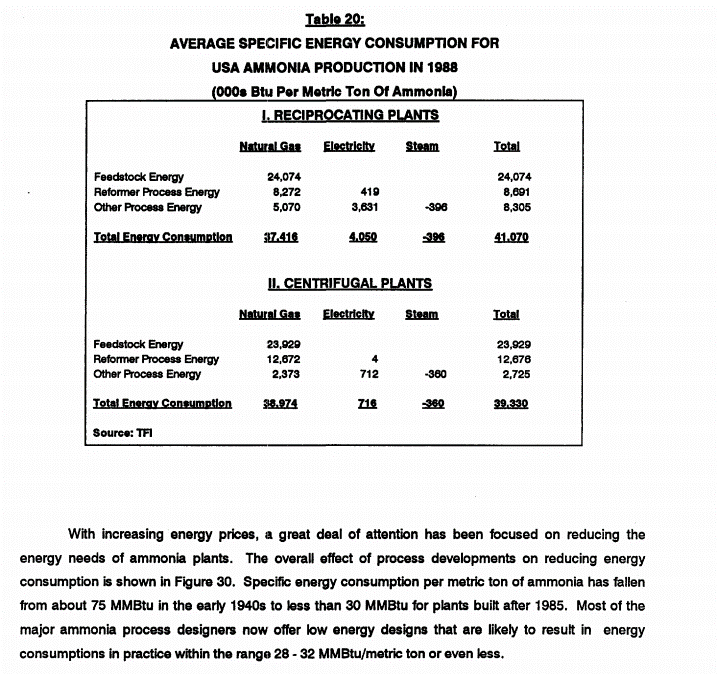 Table 20:
AVERAGE SPECIFIC ENERGY CONSUMPTION FOR
USA AMMONIA PRODUCTION IN 1988
(000s Btu Per Metric Ton Of Ammonia)
I. RECIPROCATING PLANTS
Natural Gas Electricity Steam Total
Feedstock Energy 24,074 24,074
Reformer Process Energy 8,272 419 8,691
Other Process Energy 5,070 3,631 -396 8,305
Total Energy Consumption 37,416 4,050 -396 41,070
II. CENTRIFUGAL PLANTS
Natural Gas Electricity Steam Total
Feedstock Energy 23,929 23,929
Reformer Process Energy 12,672 4 12,676
Other Process Energy 2,373 712 -360 2,725
Total Energy Consumption 38,974 716 -360 39,330
Source: TFI
With increasing energy prices, a great deal of attention has been focused on reducing the
energy needs of ammonia plants. The overall effect of process developments on reducing energy
consumption is shown in Figure 30. Specific energy consumption per metric ton of ammonia has fallen
from about 75 MMBtu in the early 1940s to less than 30 MMBtu for plants built after 1985. Most of the
major ammonia process designers now offer low energy designs that are likely to result in energy
consumptions in practice within the range 28 - 32 MMBtu/metric ton or even less.